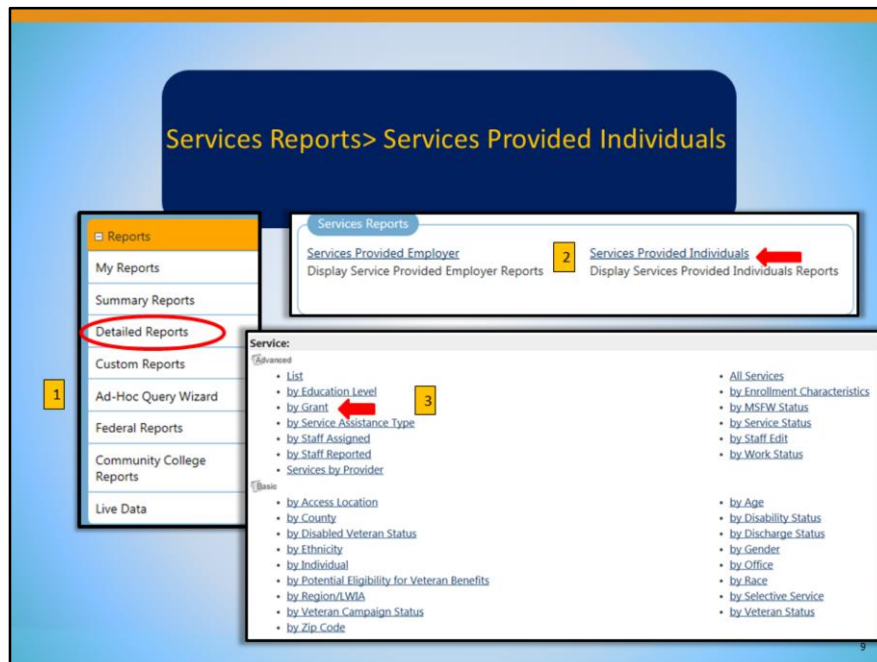 Services Reports> Services Provided Individuals
Reports
My Reports
Summary Reports
Detailed Reports
Custom Reports
Ad-Hoc Query Wizard
Federal Reports
Community College
Reports
Live Data
1
Services Reports
Services Provided Employer
Display Service Provided Employer Reports
2
Services Provided Individuals
Display Services Provided Individuals Reports
Service:
Advanced
List
by Education Level
by Grant
3
by Service Assistance Type
by Staff Assigned
by Staff Reported
Services by Provider
All Services
by Enrollment Characteristics
by MSFW Status
by Service Status
by Staff Edit
by Work Status
Basic
by Access Location
by County
by Disabled Veteran Status
by Ethnicity
by Individual
by Potential Eligibility for Veteran Benefits
by Region/LWIA
by Veteran Campaign Status
by Zip Code
by Age
by Disability Status
by Discharge Status
by Gender
by Office
by Race
by Selective Service
by Veteran Status
9